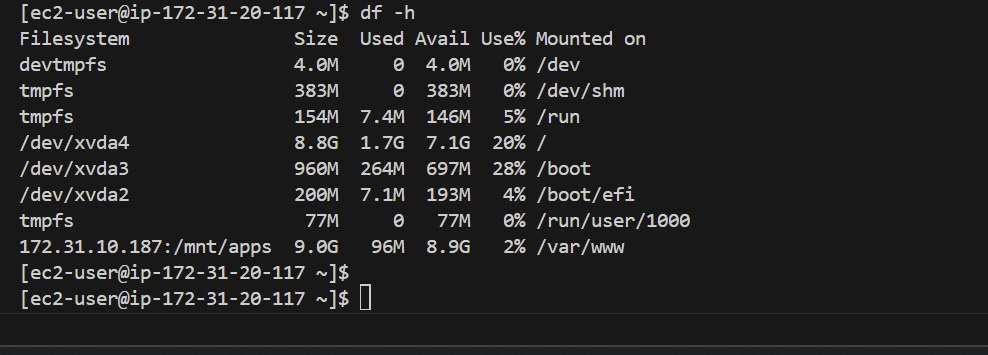 [ec2-user@ip-172-31-20-117 ~]$ df -h
Filesystem               Size  Used Avail Use% Mounted on
devtmpfs                 4.0M     0  4.0M   0% /dev
tmpfs                    383M     0  383M   0% /dev/shm
tmpfs                    154M  7.4M  146M   5% /run
/dev/xvda4               8.8G  1.7G  7.1G  20% /
/dev/xvda3               960M  264M  697M  28% /boot
/dev/xvda2               200M  7.1M  193M   4% /boot/efi
tmpfs                     77M     0   77M   0% /run/user/1000
172.31.10.187:/mnt/apps  9.0G   96M  8.9G   2% /var/www
[ec2-user@ip-172-31-20-117 ~]$
[ec2-user@ip-172-31-20-117 ~]$